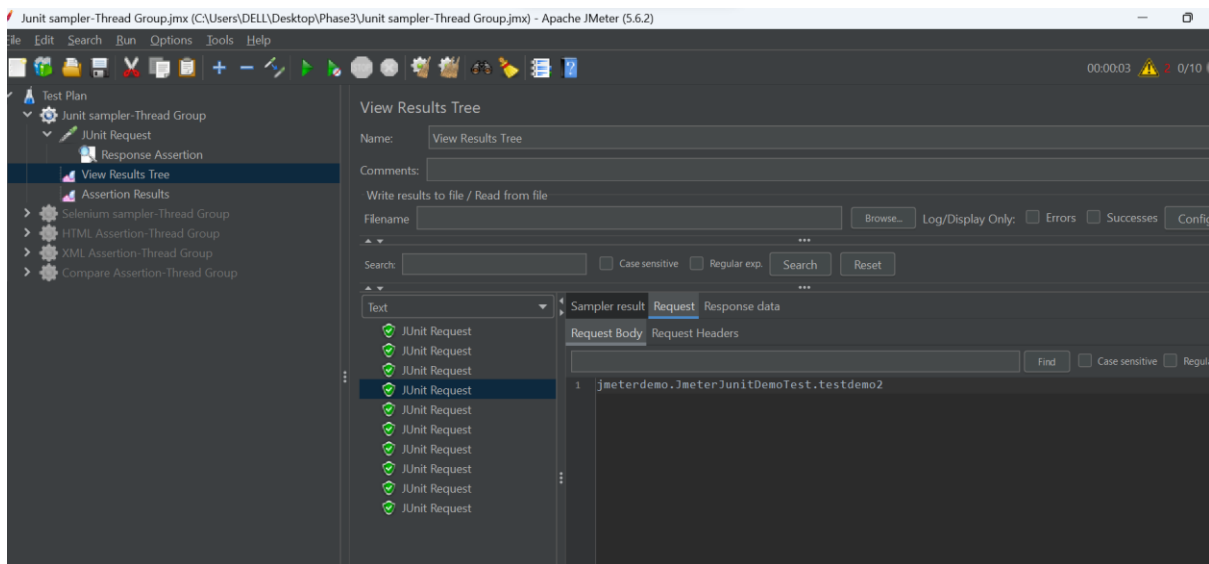 Junit sampler-Thread Group.jmx (C:\Users\DELL\Desktop\Phase3\Junit sampler-Thread Group.jmx) - Apache JMeter (5.6.2)
File Edit Search Run Options Tools Help
00:00:03 2 0/10
Test Plan
Junit sampler-Thread Group
JUnit Request
Response Assertion
View Results Tree
Assertion Results
Selenium sampler-Thread Group
HTML Assertion-Thread Group
XML Assertion-Thread Group
Compare Assertion-Thread Group
View Results Tree
Name: View Results Tree
Comments:
Write results to file / Read from file
Filename Browse... Log/Display Only: Errors Successes Config
Search: Case sensitive Regular exp. Search Reset
Text
JUnit Request
JUnit Request
JUnit Request
JUnit Request
JUnit Request
JUnit Request
JUnit Request
JUnit Request
JUnit Request
JUnit Request
Sampler result Request Response data
Request Body Request Headers
Find Case sensitive Regula
1 jmeterdemo.JmeterJunitDemoTest.testdemo2